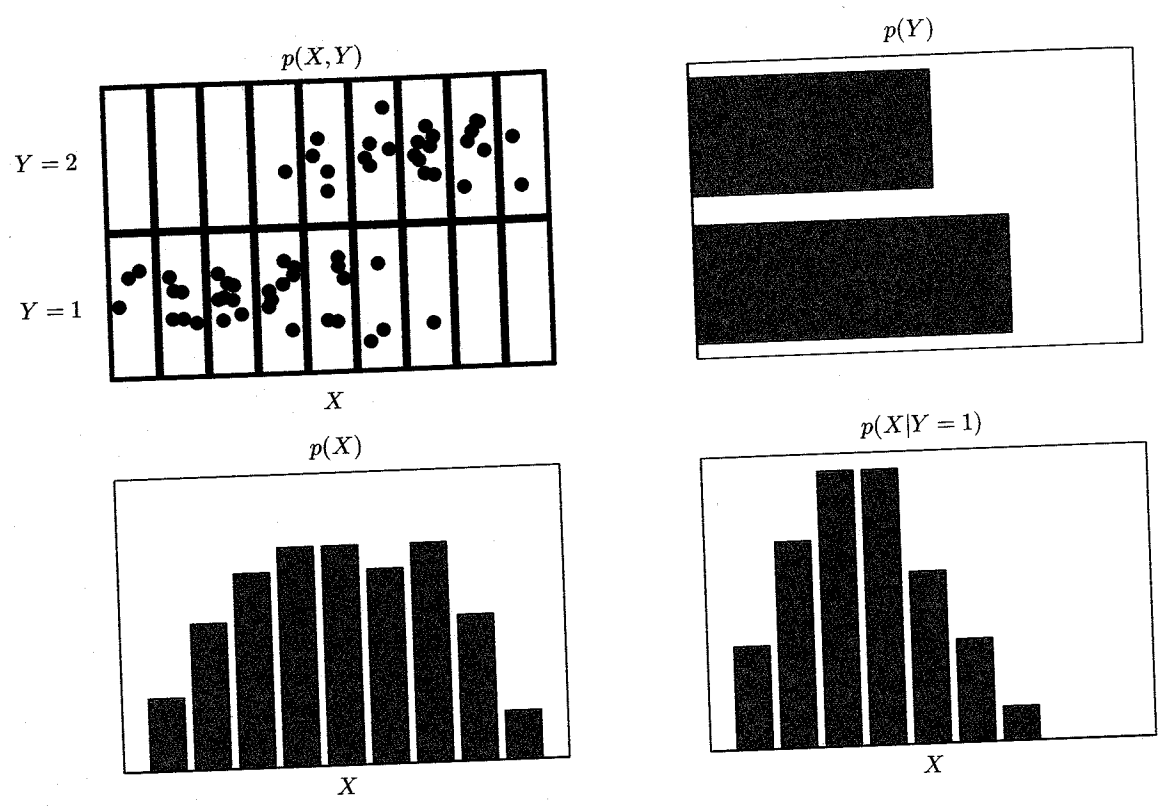 p(X, Y)
p(Y)
Y = 2
Y = 1
X
p(X)
p(X|Y = 1)
X
X